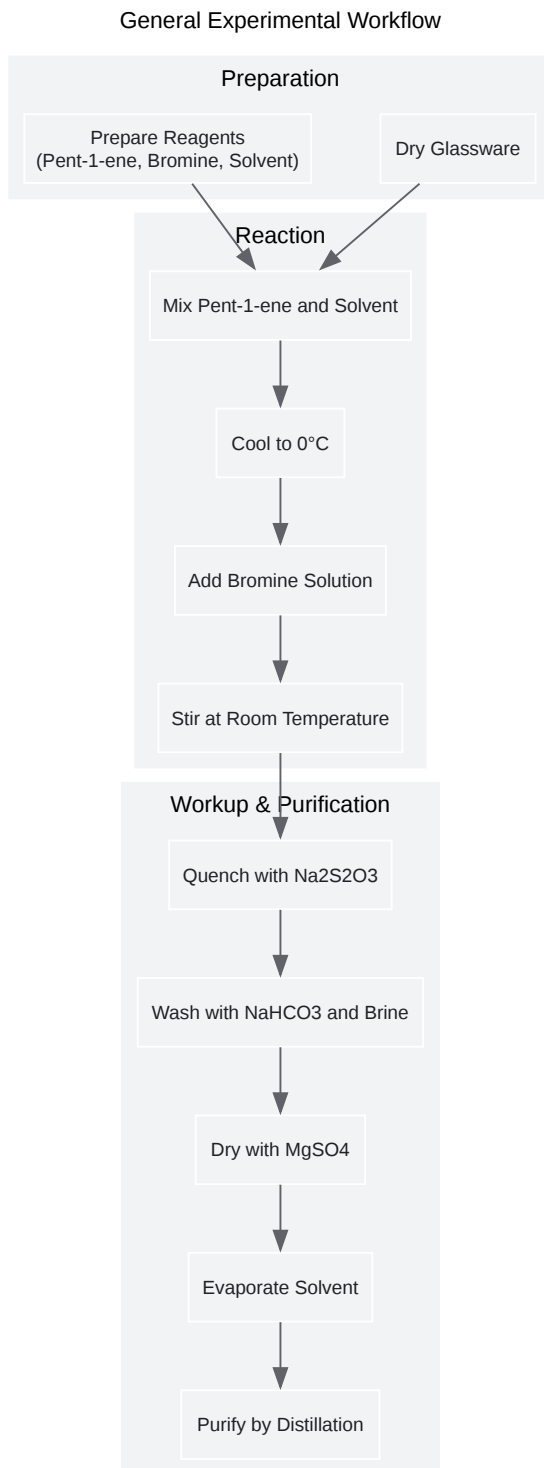 General Experimental Workflow
Preparation
Prepare Reagents
(Pent-1-ene, Bromine, Solvent)
Dry Glassware
Reaction
Mix Pent-1-ene and Solvent
Cool to 0°C
Add Bromine Solution
Stir at Room Temperature
Workup & Purification
Quench with Na2S2O3
Wash with NaHCO3 and Brine
Dry with MgSO4
Evaporate Solvent
Purify by Distillation